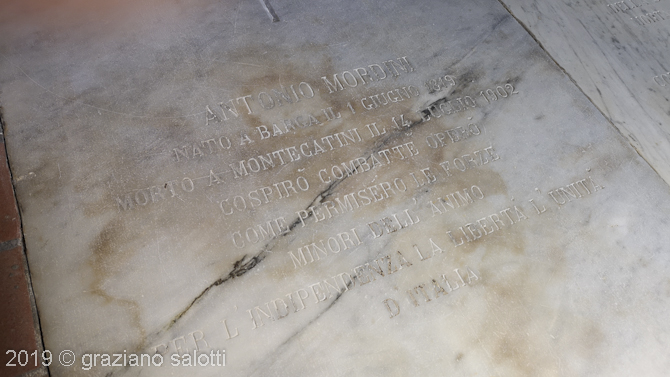 ANTONIO MORDINI
NATO A BARGA IL 1 GIUGNO 1819
MORTO A MONTECATINI IL 14 LUGLIO 1902
COSPIRÒ COMBATTÈ OPERÒ
COME PERMISERO LE FORZE
MINORI DELL'ANIMO
PER L INDIPENDENZA LA LIBERTÀ L UNITÀ
D ITALIA
2019 © graziano salotti